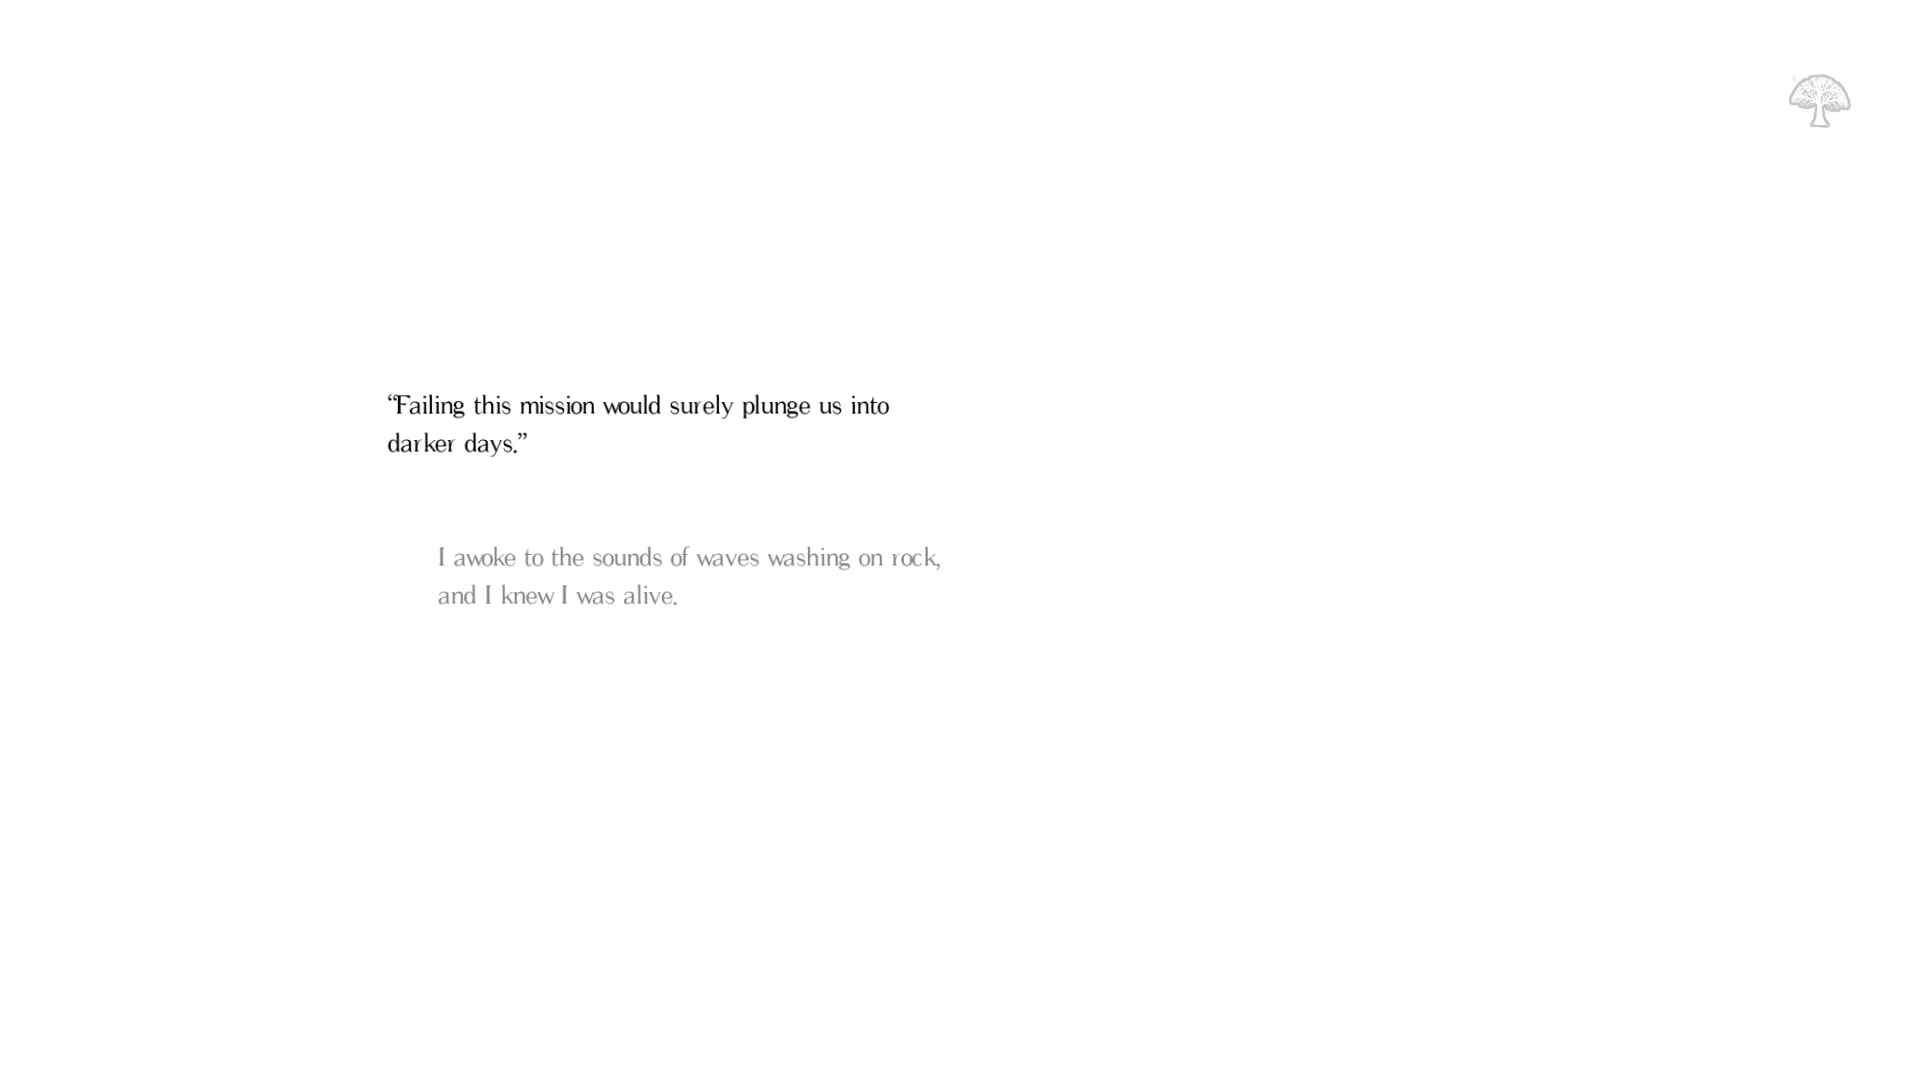 “Failing this mission would surely plunge us into
darker days.”
I awoke to the sounds of waves washing on rock,
and I knew I was alive.